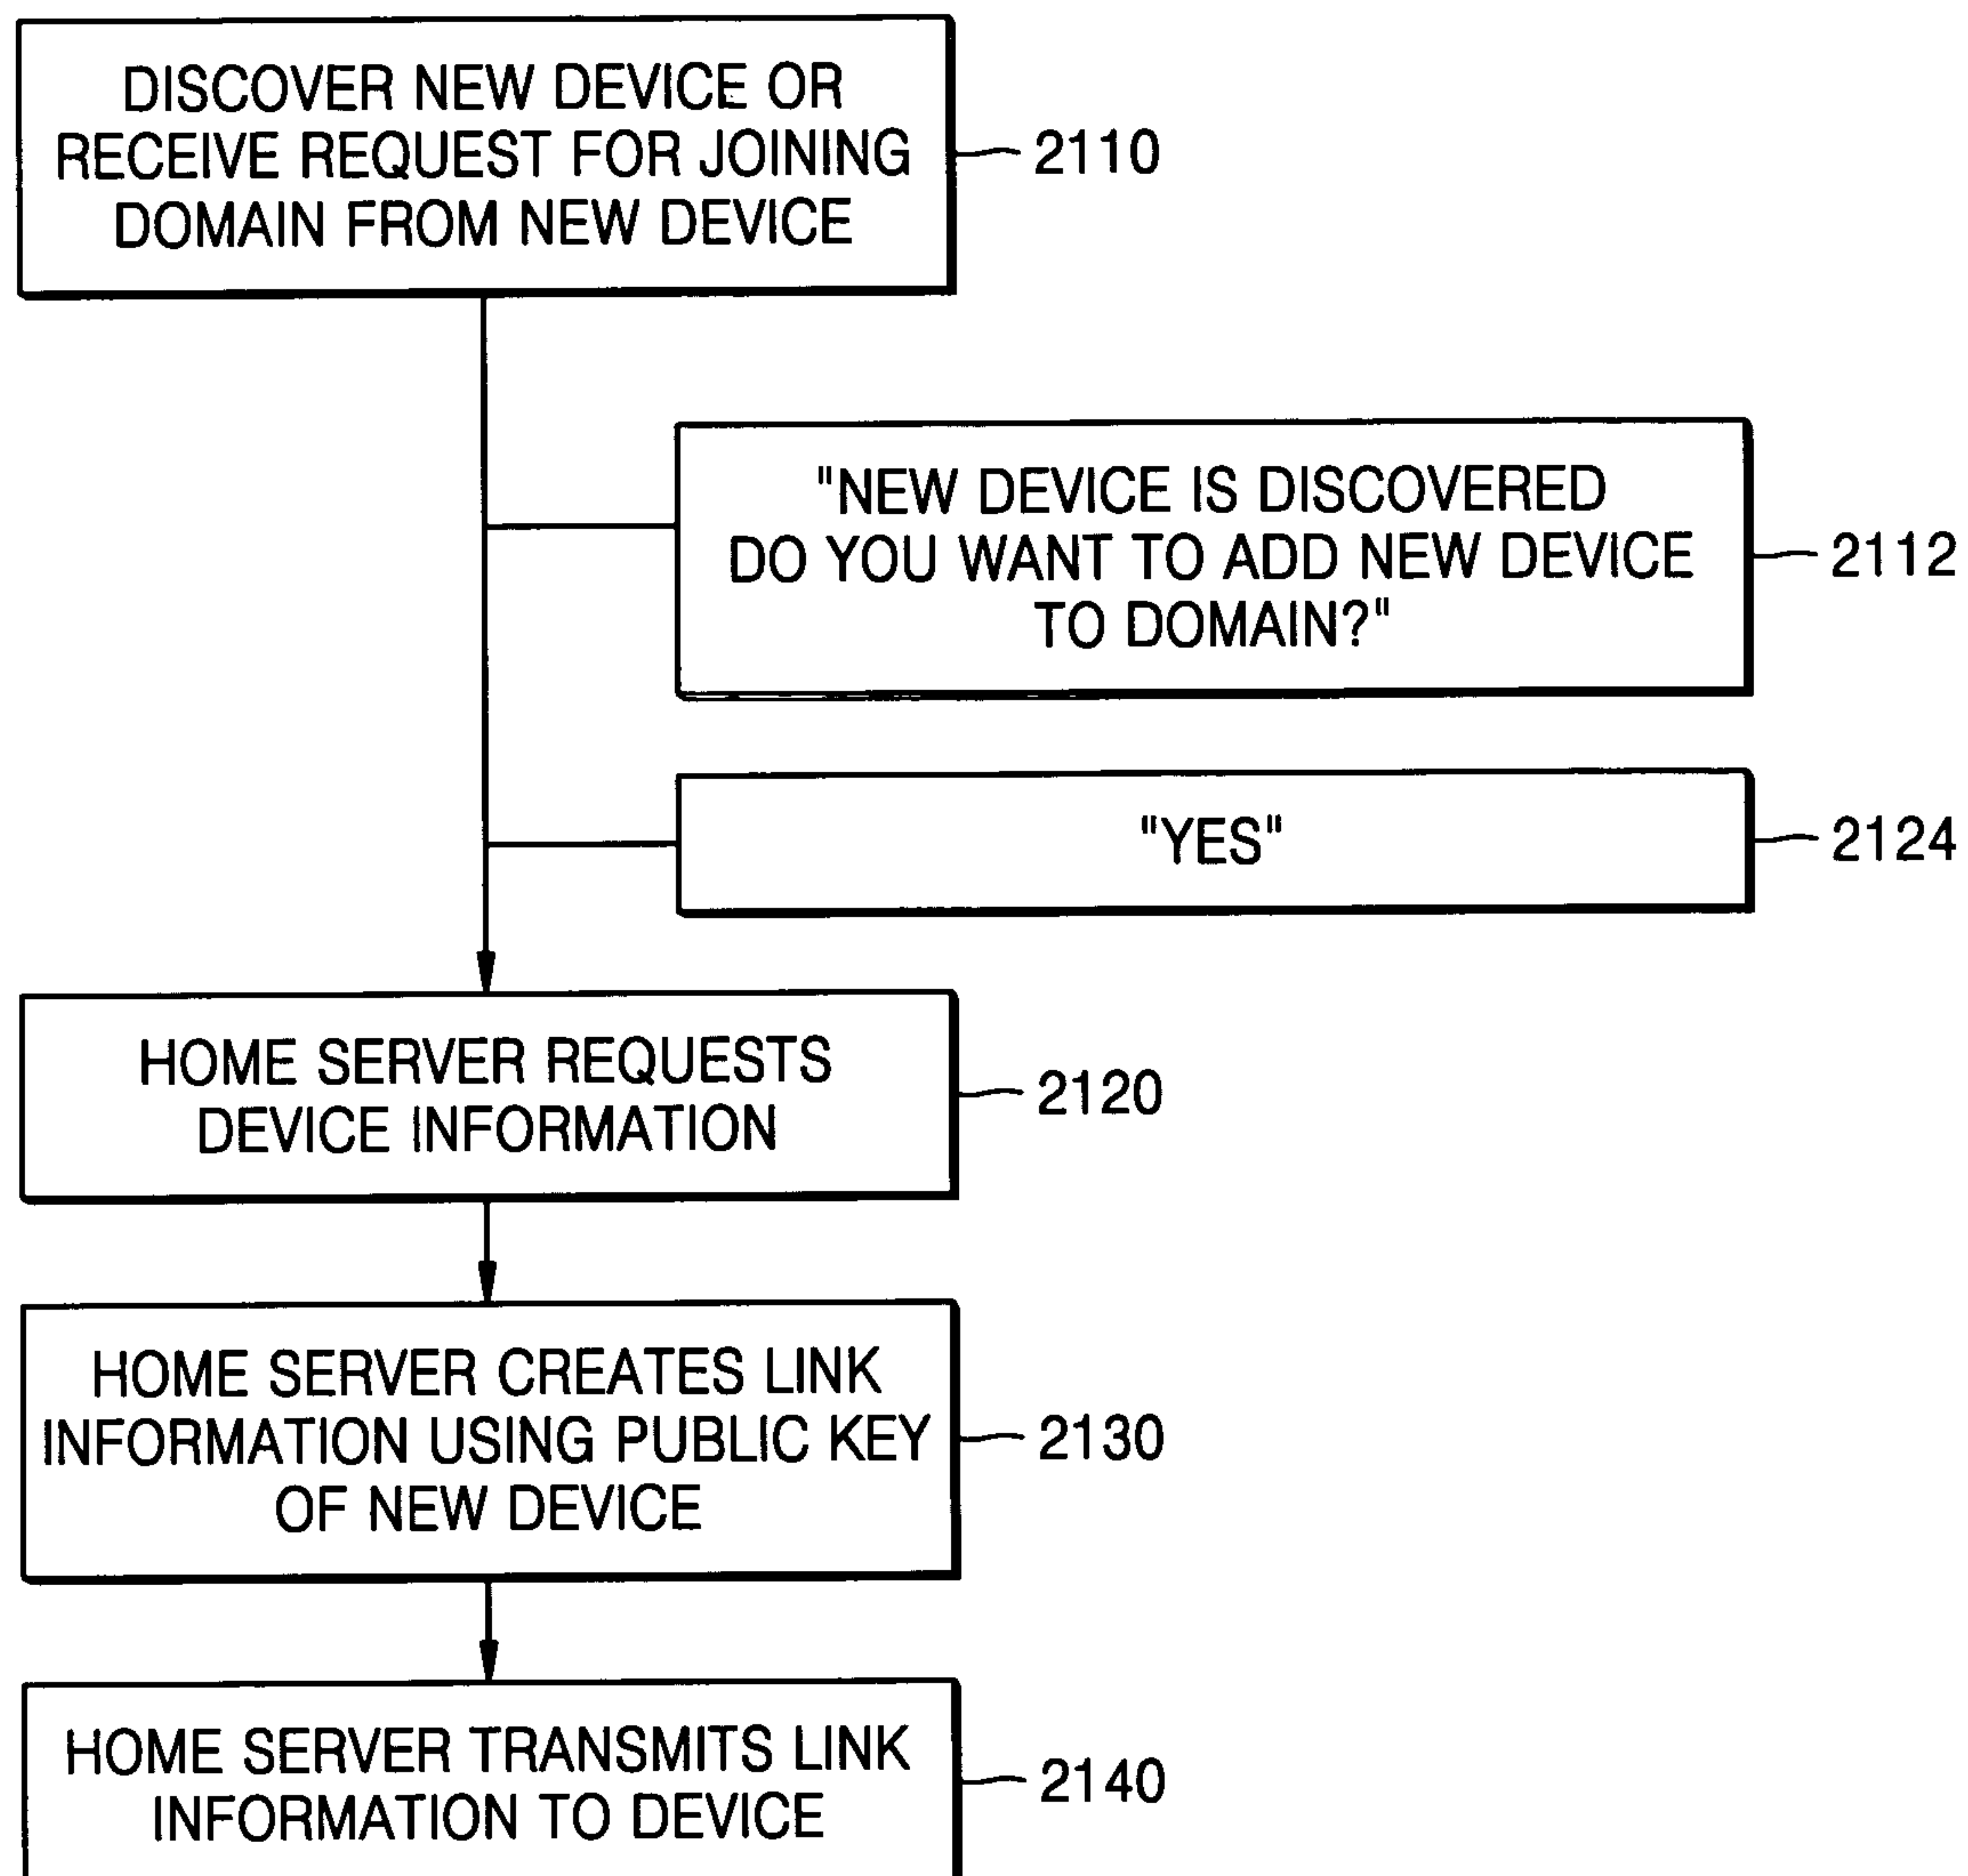 DISCOVER NEW DEVICE OR
RECEIVE REQUEST FOR JOINING
DOMAIN FROM NEW DEVICE
2110
"NEW DEVICE IS DISCOVERED
DO YOU WANT TO ADD NEW DEVICE
TO DOMAIN?"
2112
"YES"
2124
HOME SERVER REQUESTS
DEVICE INFORMATION
2120
HOME SERVER CREATES LINK
INFORMATION USING PUBLIC KEY
OF NEW DEVICE
2130
HOME SERVER TRANSMITS LINK
INFORMATION TO DEVICE
2140